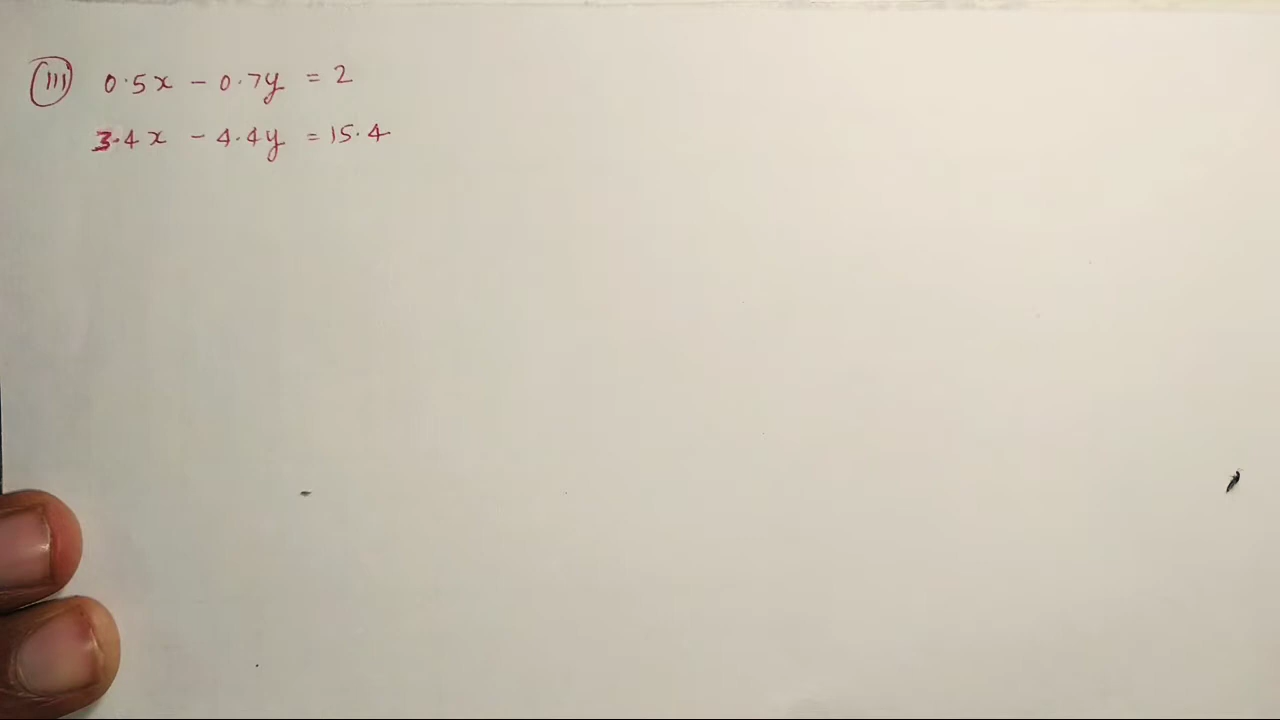 (III) 0.5x - 0.7y = 2
3.4x - 4.4y = 15.4